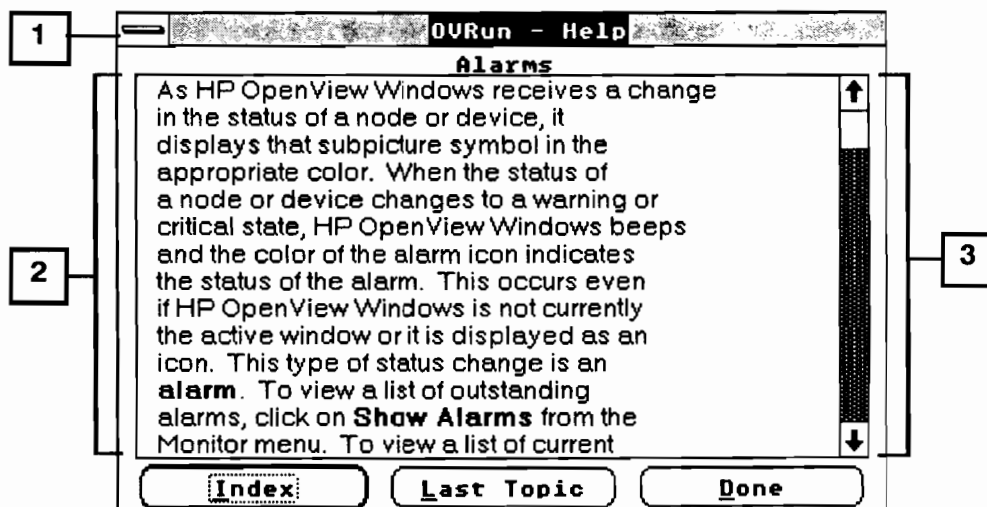 1
OVRun - Help
Alarms
As HP OpenView Windows receives a change
in the status of a node or device, it
displays that subpicture symbol in the
appropriate color. When the status of
a node or device changes to a warning or
critical state, HP OpenView Windows beeps
and the color of the alarm icon indicates
the status of the alarm. This occurs even
if HP OpenView Windows is not currently
the active window or it is displayed as an
icon. This type of status change is an
alarm. To view a list of outstanding
alarms, click on Show Alarms from the
Monitor menu. To view a list of current
2
3
Index Last Topic Done